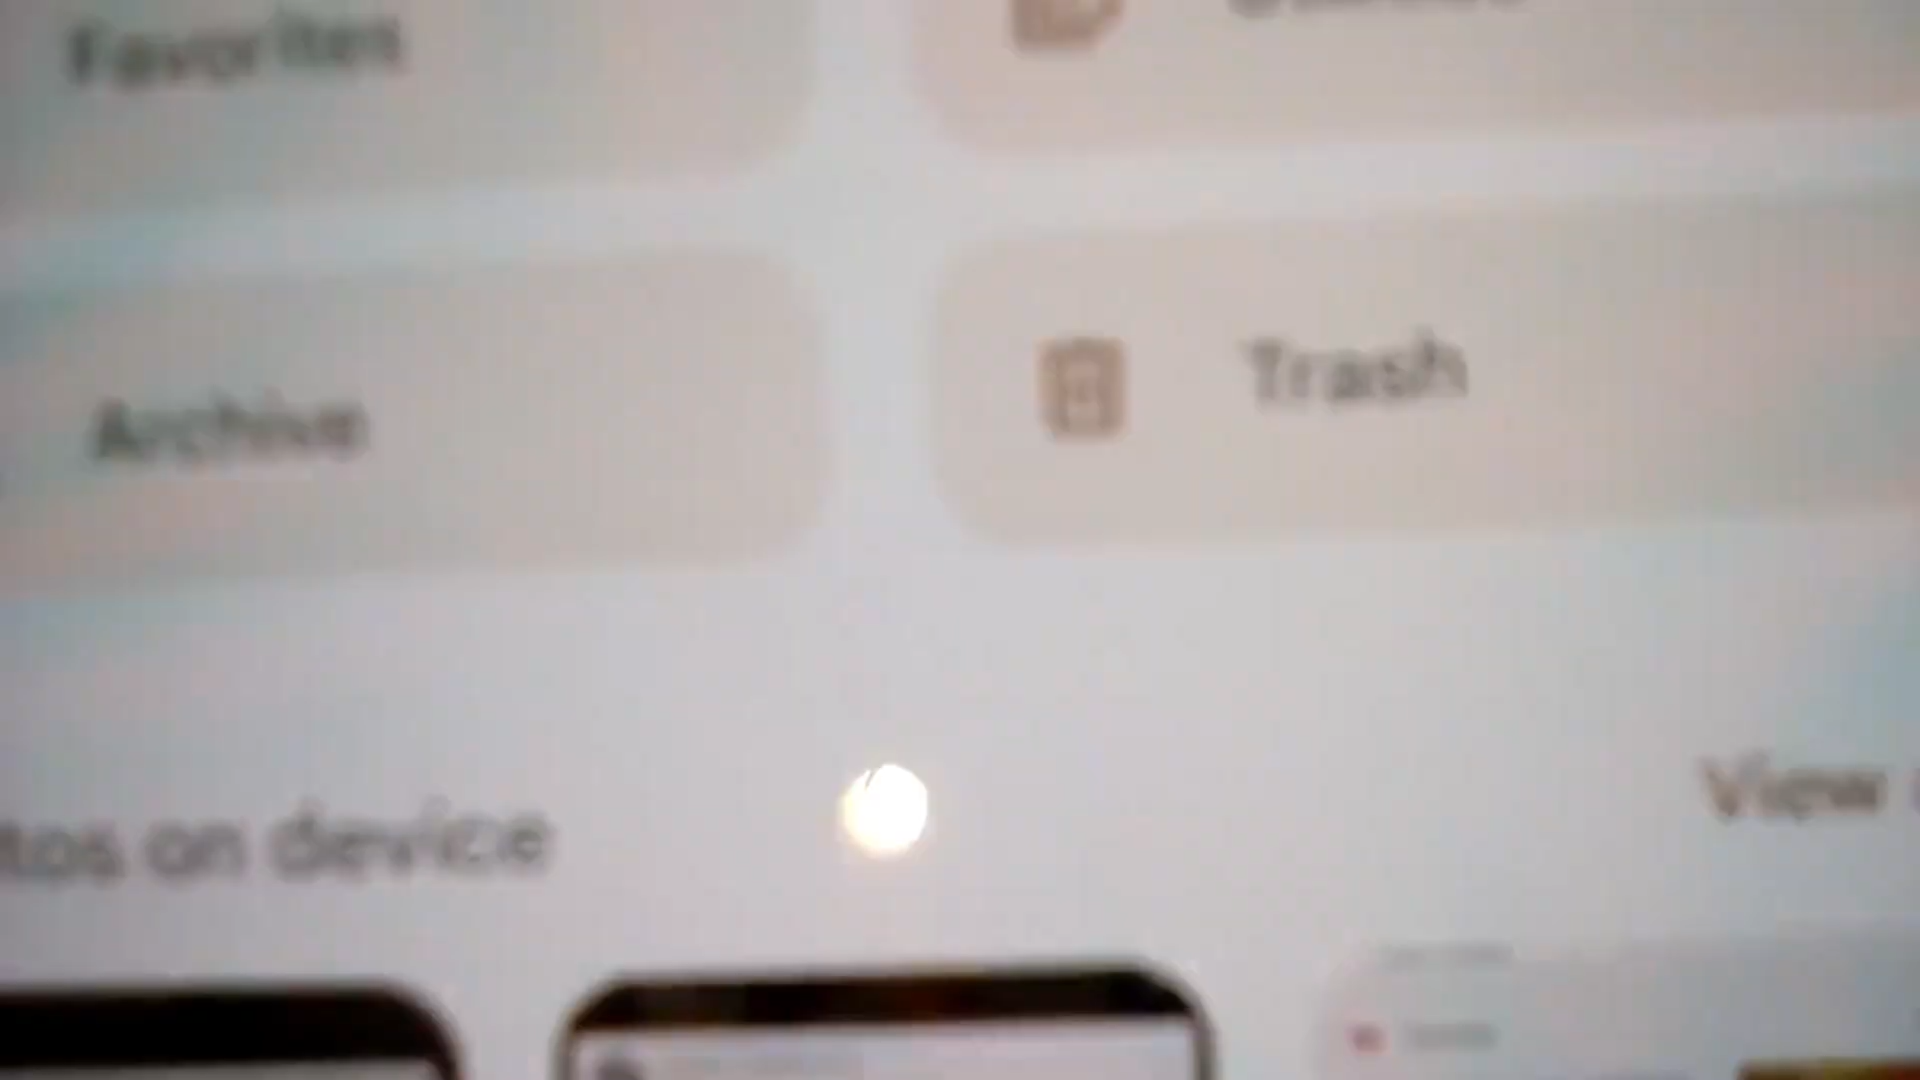 Favorites
Archive
Trash
tos on device
View